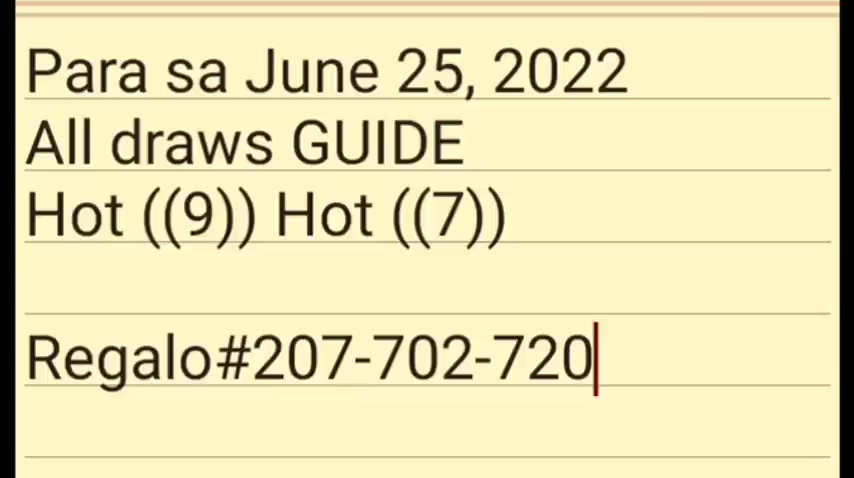 Para sa June 25, 2022
All draws GUIDE
Hot ((9)) Hot ((7))
Regalo#207-702-720